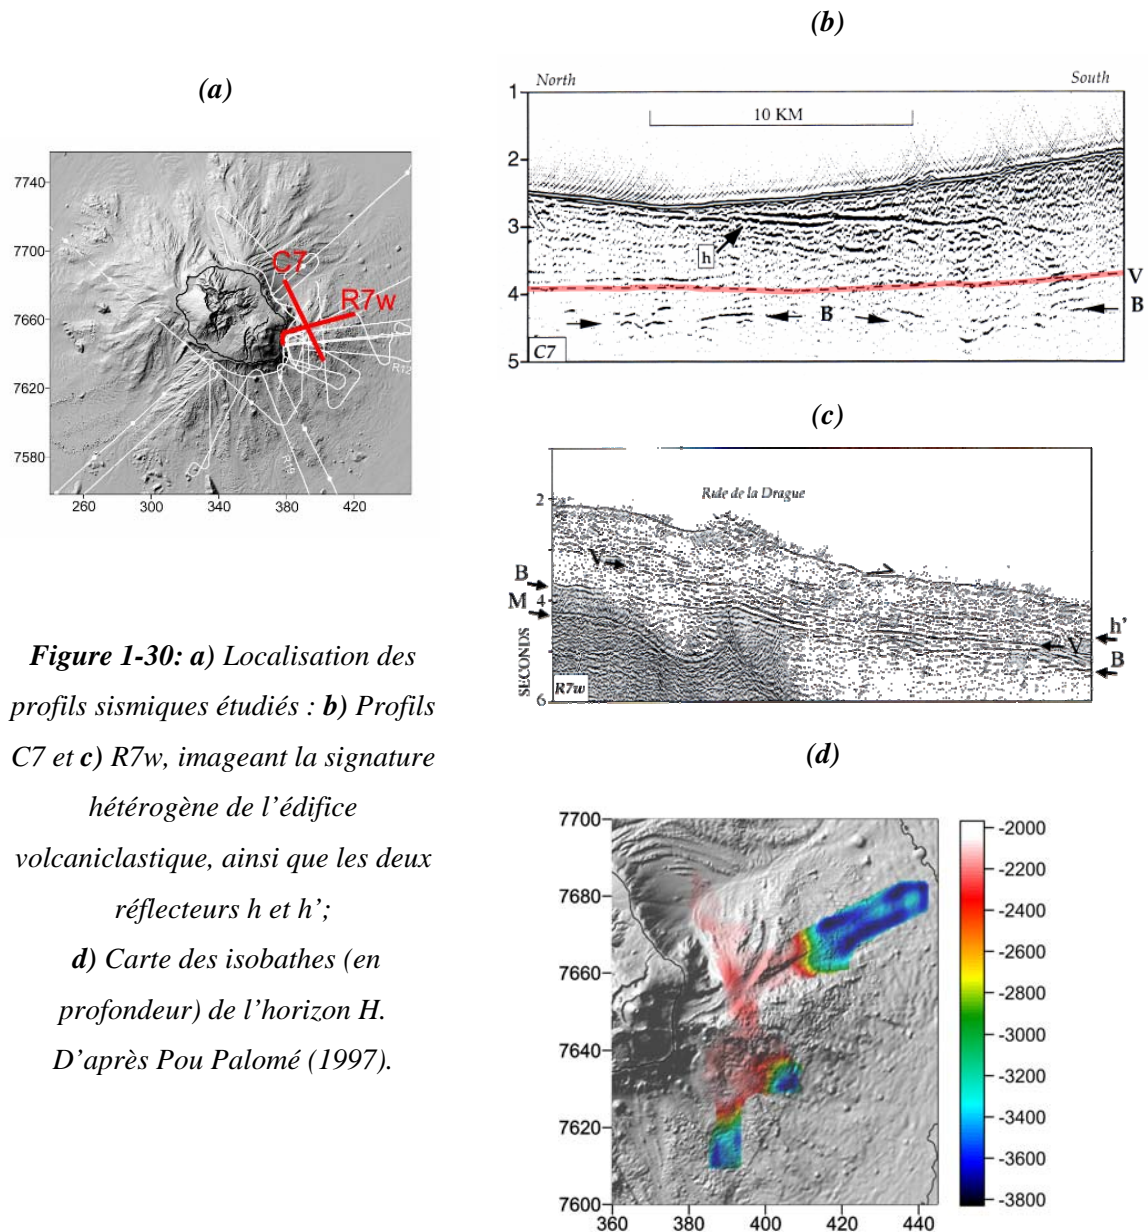 (a)
7740
7700
7660
7620
7580
260 300 340 380 420
C7
R7w
R12
(b)
North South
10 KM
1
2
3
4
5
h
V
B
B
C7
(c)
Ride de la Drague
2
4
6
SECONDS
V
B
M
h'
V
B
R7w
Figure 1-30: a) Localisation des
profils sismiques étudiés : b) Profils
C7 et c) R7w, imageant la signature
hétérogène de l'édifice
volcaniclastique, ainsi que les deux
réflecteurs h et h';
d) Carte des isobathes (en
profondeur) de l'horizon H.
D'après Pou Palomé (1997).
(d)
7700
7680
7660
7640
7620
7600
360 380 400 420 440
-2000
-2200
-2400
-2600
-2800
-3000
-3200
-3400
-3600
-3800